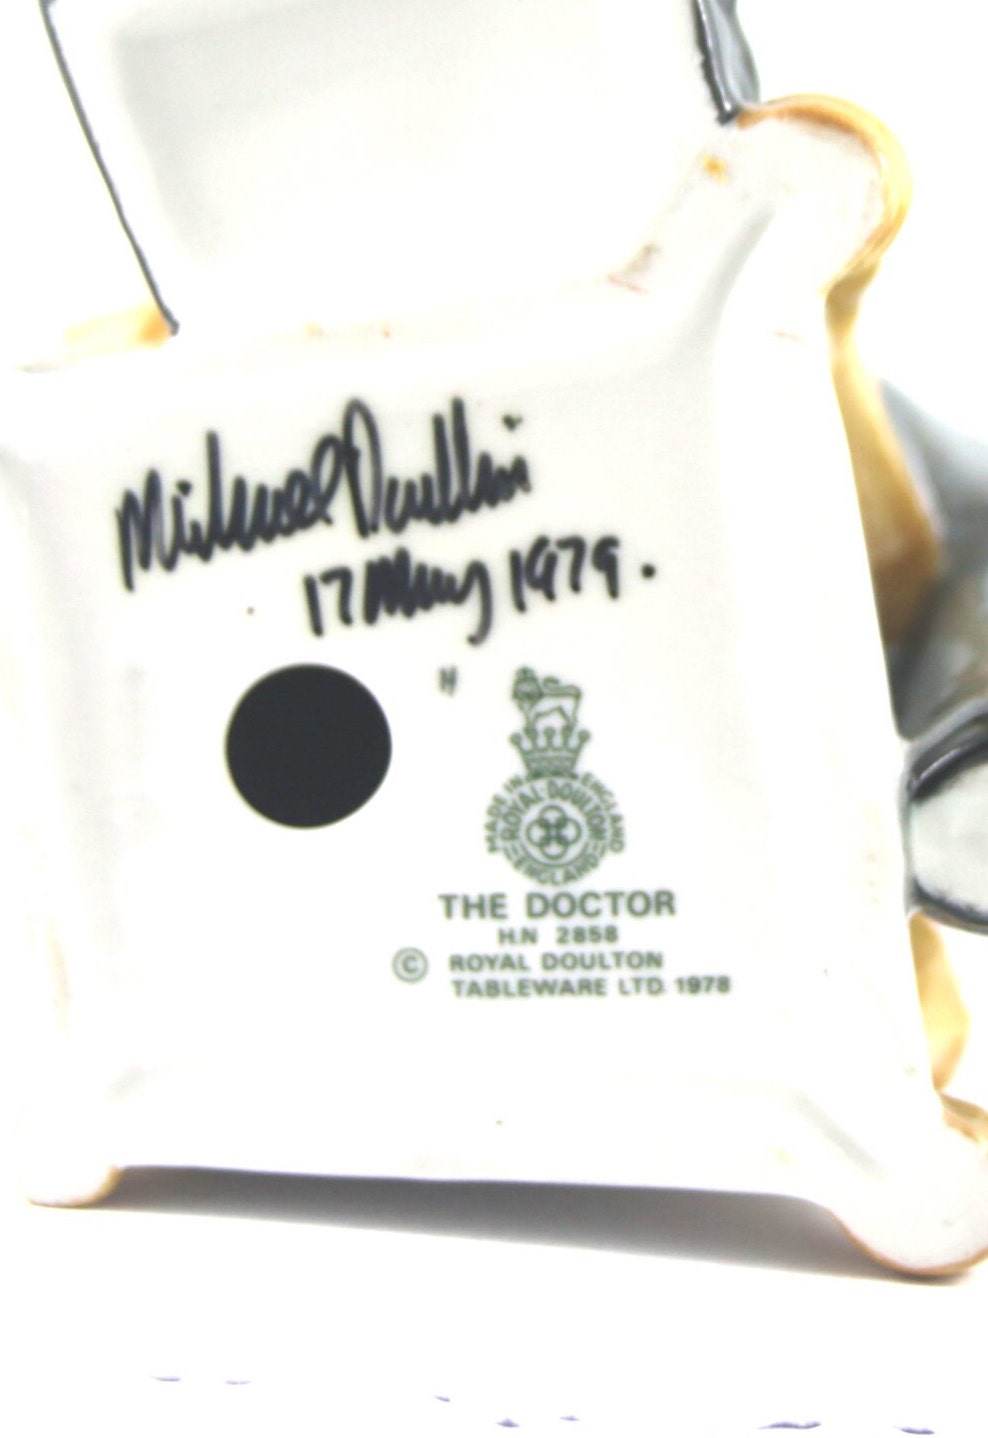 Michael Doulton
17 May 1979.
H
MADE IN ENGLAND
ROYAL DOULTON
ENGLAND
THE DOCTOR
H.N 2858
© ROYAL DOULTON
TABLEWARE LTD. 1978